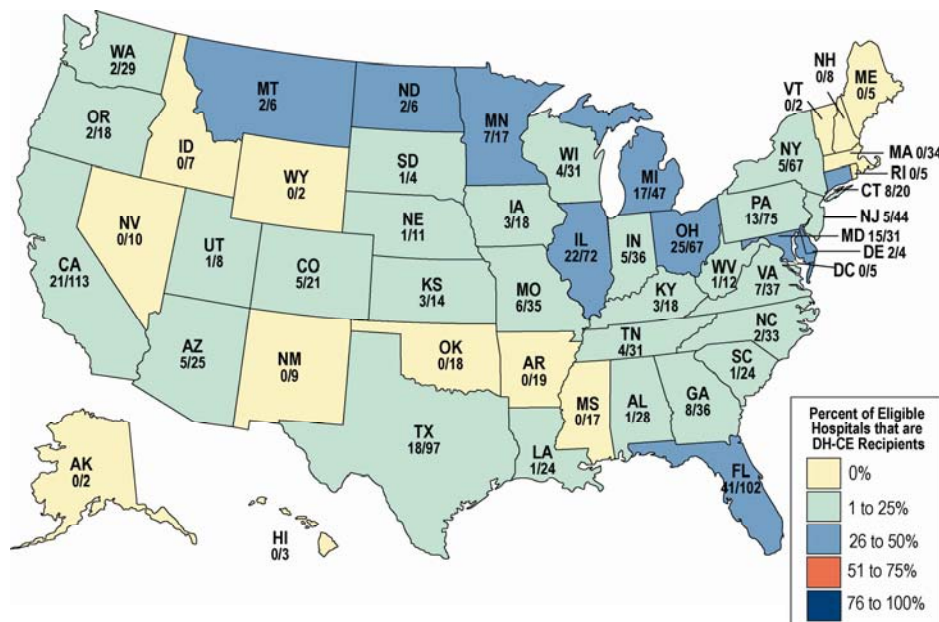 WA
2/29
OR
2/18
CA
21/113
NV
0/10
ID
0/7
MT
2/6
WY
0/2
UT
1/8
AZ
5/25
CO
5/21
NM
0/9
ND
2/6
SD
1/4
NE
1/11
KS
3/14
OK
0/18
TX
18/97
MN
7/17
IA
3/18
MO
6/35
AR
0/19
LA
1/24
WI
4/31
IL
22/72
MI
17/47
IN
5/36
OH
25/67
KY
3/18
TN
4/31
MS
0/17
AL
1/28
GA
8/36
FL
41/102
SC
1/24
NC
2/33
VA
7/37
WV
1/12
PA
13/75
NY
5/67
VT
0/2
NH
0/8
ME
0/5
MA 0/34
RI 0/5
CT 8/20
NJ 5/44
MD 15/31
DE 2/4
DC 0/5
AK
0/2
HI
0/3
Percent of Eligible
Hospitals that are
DH-CE Recipients
0%
1 to 25%
26 to 50%
51 to 75%
76 to 100%